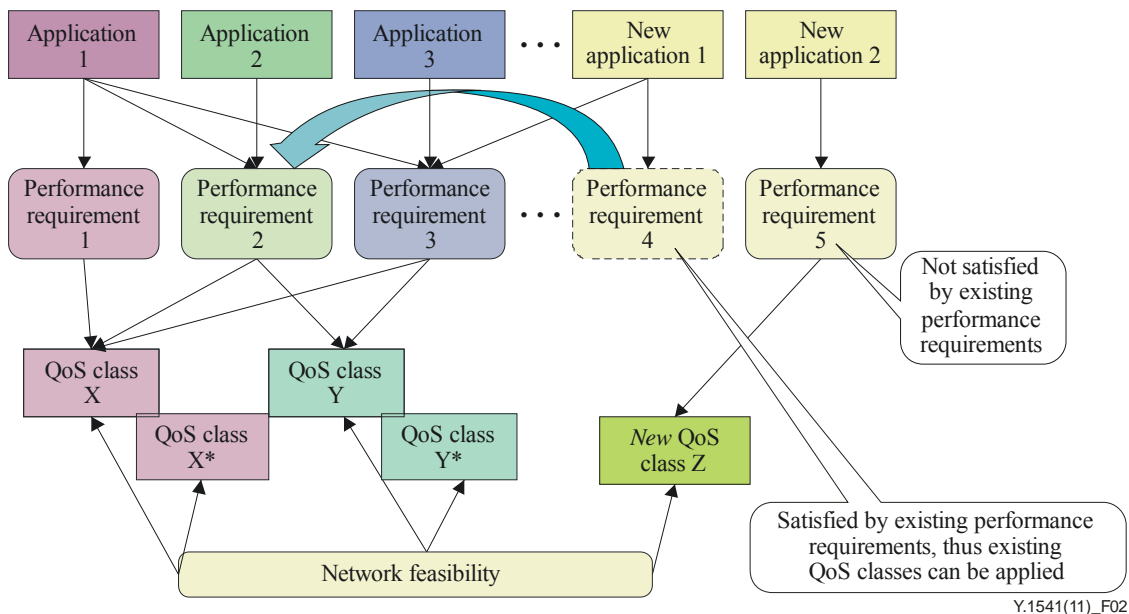 Application
1
Application
2
Application
3
• • •
New
application 1
New
application 2
Performance
requirement
1
Performance
requirement
2
Performance
requirement
3
• • •
Performance
requirement
4
Performance
requirement
5
Not satisfied
by existing
performance
requirements
QoS class
X
QoS class
Y
QoS class
X*
QoS class
Y*
New QoS
class Z
Satisfied by existing performance
requirements, thus existing
QoS classes can be applied
Network feasibility
Y.1541(11)_F02